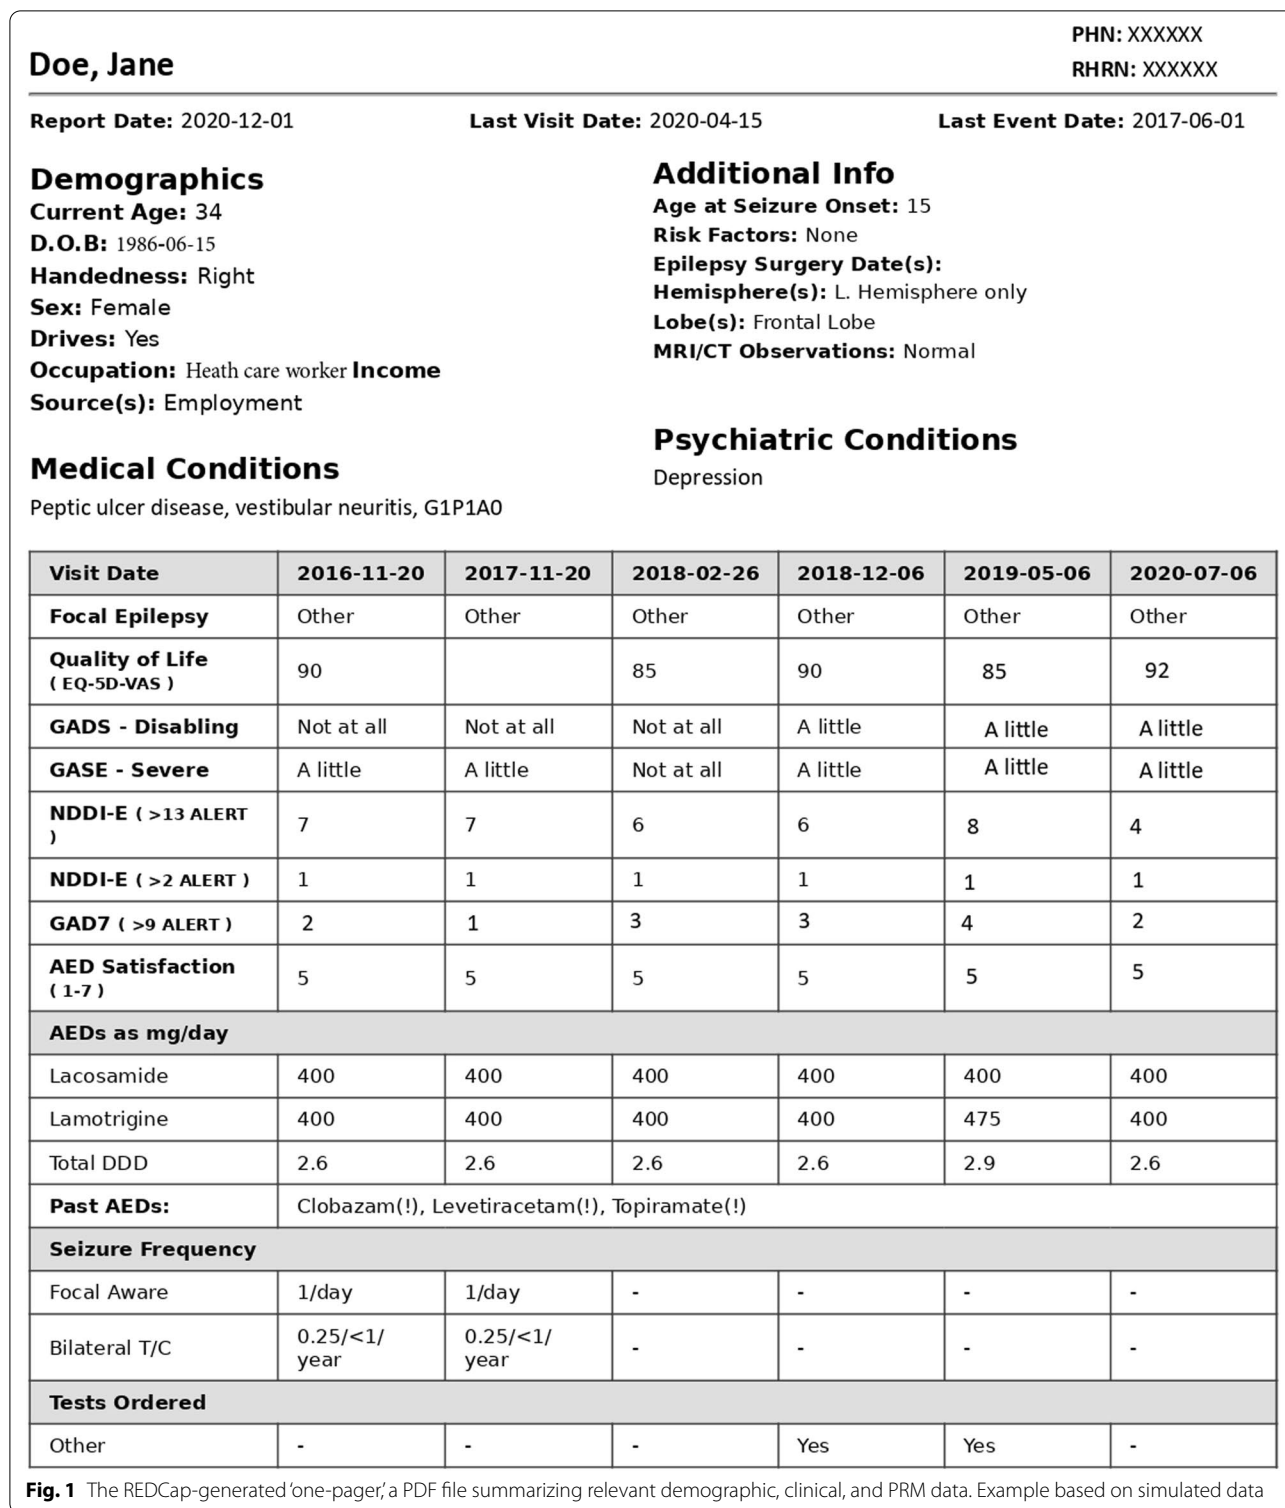 PHN: XXXXXX
Doe, Jane
RHRN: XXXXXX
Report Date: 2020-12-01 Last Visit Date: 2020-04-15 Last Event Date: 2017-06-01
Demographics
Current Age: 34
D.O.B: 1986-06-15
Handedness: Right
Sex: Female
Drives: Yes
Occupation: Heath care worker Income
Source(s): Employment
Additional Info
Age at Seizure Onset: 15
Risk Factors: None
Epilepsy Surgery Date(s):
Hemisphere(s): L. Hemisphere only
Lobe(s): Frontal Lobe
MRI/CT Observations: Normal
Medical Conditions
Peptic ulcer disease, vestibular neuritis, G1P1A0
Psychiatric Conditions
Depression
Visit Date 2016-11-20 2017-11-20 2018-02-26 2018-12-06 2019-05-06 2020-07-06
Focal Epilepsy Other Other Other Other Other Other
Quality of Life
( EQ-5D-VAS ) 90 85 90 85 92
GADS - Disabling Not at all Not at all Not at all A little A little A little
GASE - Severe A little A little Not at all A little A little A little
NDDI-E ( >13 ALERT
) 7 7 6 6 8 4
NDDI-E ( >2 ALERT ) 1 1 1 1 1 1
GAD7 ( >9 ALERT ) 2 1 3 3 4 2
AED Satisfaction
( 1-7 ) 5 5 5 5 5 5
AEDs as mg/day
Lacosamide 400 400 400 400 400 400
Lamotrigine 400 400 400 400 475 400
Total DDD 2.6 2.6 2.6 2.6 2.9 2.6
Past AEDs: Clobazam(!), Levetiracetam(!), Topiramate(!)
Seizure Frequency
Focal Aware 1/day 1/day - - - -
Bilateral T/C 0.25/<1/ 0.25/<1/ - - - -
year year
Tests Ordered
Other - - - Yes Yes -
Fig. 1 The REDCap-generated 'one-pager,' a PDF file summarizing relevant demographic, clinical, and PRM data. Example based on simulated data